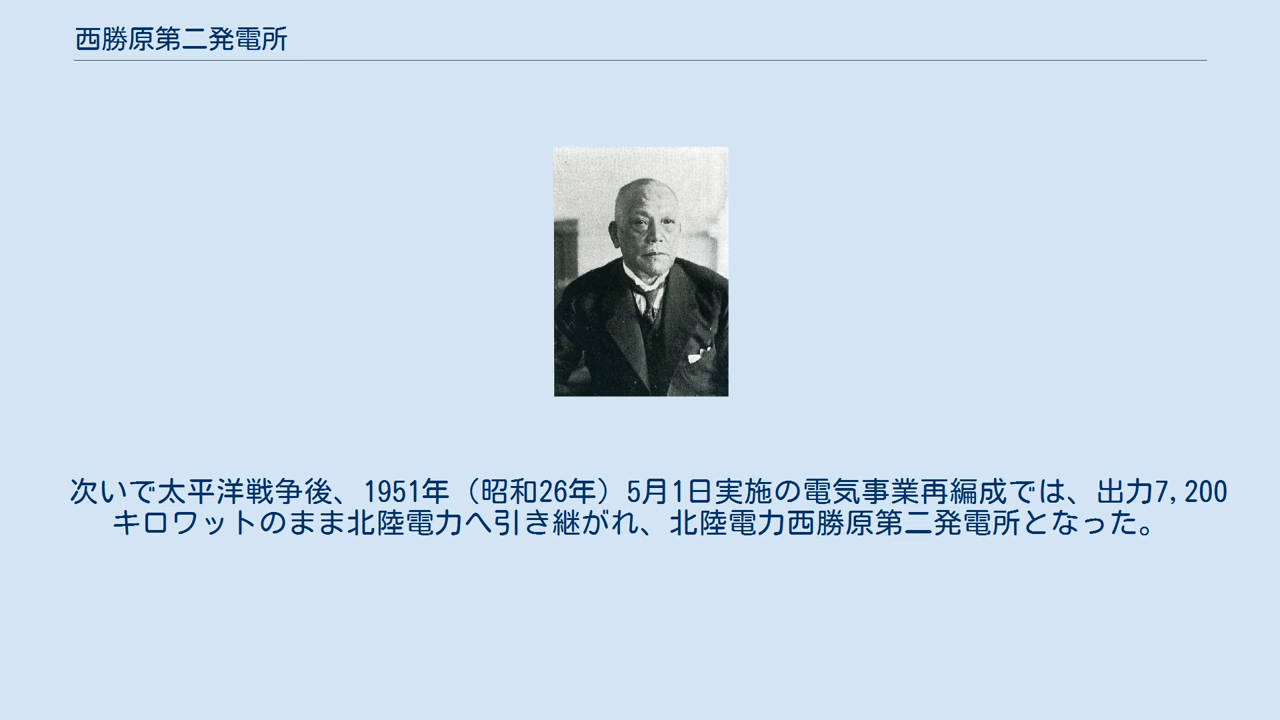 西勝原第二発電所
次いで太平洋戦争後、1951年（昭和26年）5月1日実施の電気事業再編成では、出力7,200
キロワットのまま北陸電力へ引き継がれ、北陸電力西勝原第二発電所となった。